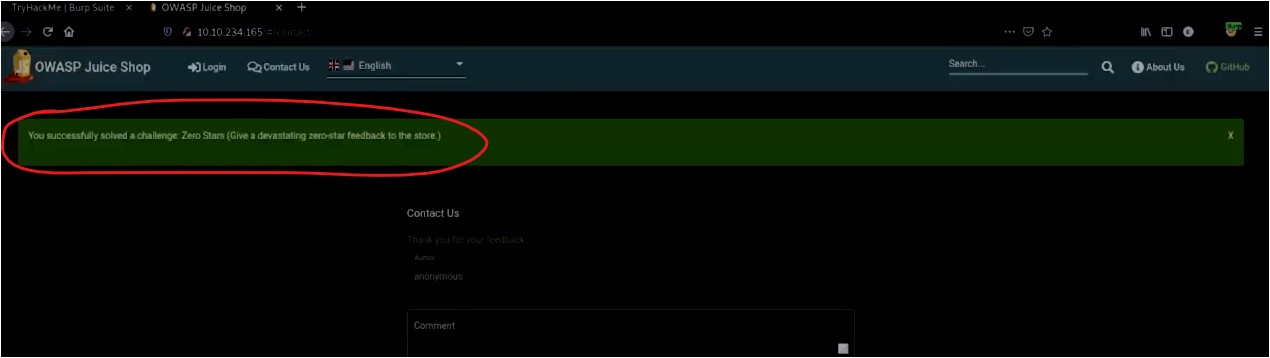 TryHackMe | Burp Suite × OWASP Juice Shop × +
10.10.234.165/#/contact
OWASP Juice Shop Login Contact Us English Search... About Us GitHub
You successfully solved a challenge: Zero Stars (Give a devastating zero-star feedback to the store.) X
Contact Us
Thank you for your feedback.
Author
anonymous
Comment